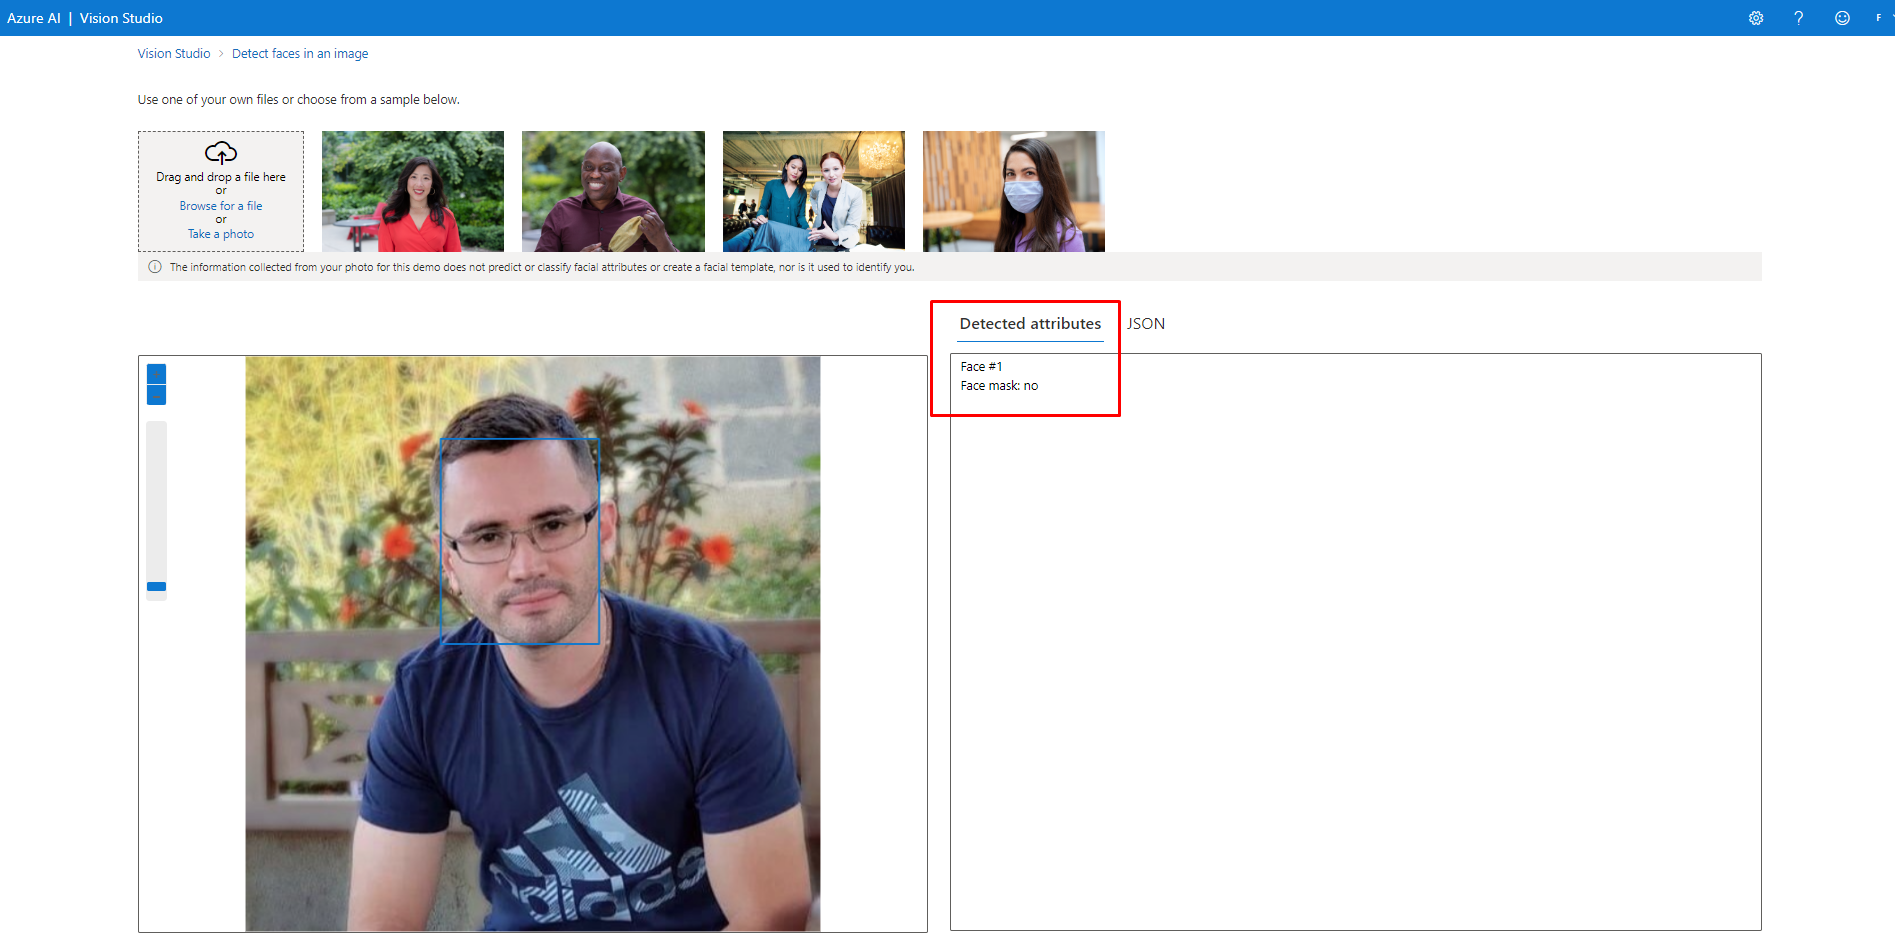 Azure AI | Vision Studio
F
Vision Studio > Detect faces in an image
Use one of your own files or choose from a sample below.
Drag and drop a file here
or
Browse for a file
or
Take a photo
The information collected from your photo for this demo does not predict or classify facial attributes or create a facial template, nor is it used to identify you.
Detected attributes
JSON
Face #1
Face mask: no
adidas